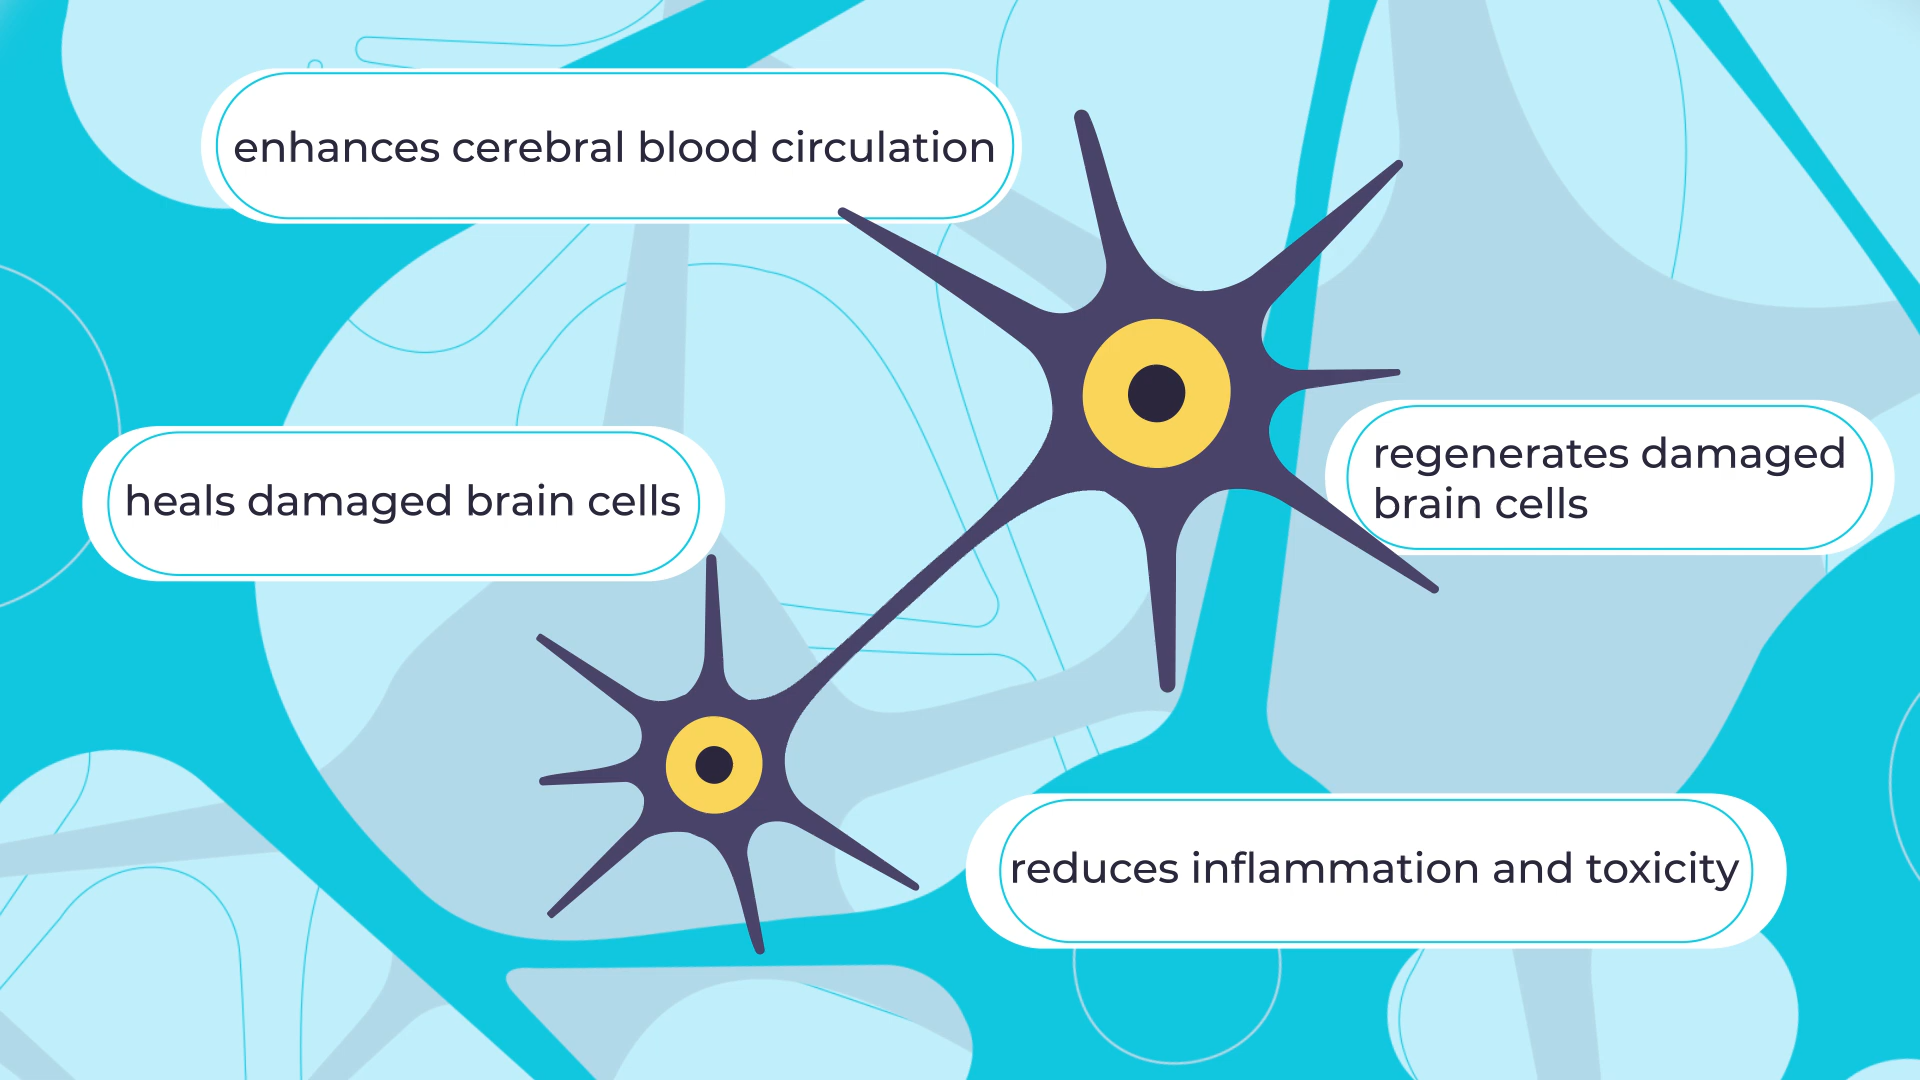 enhances cerebral blood circulation
heals damaged brain cells
regenerates damaged
brain cells
reduces inflammation and toxicity